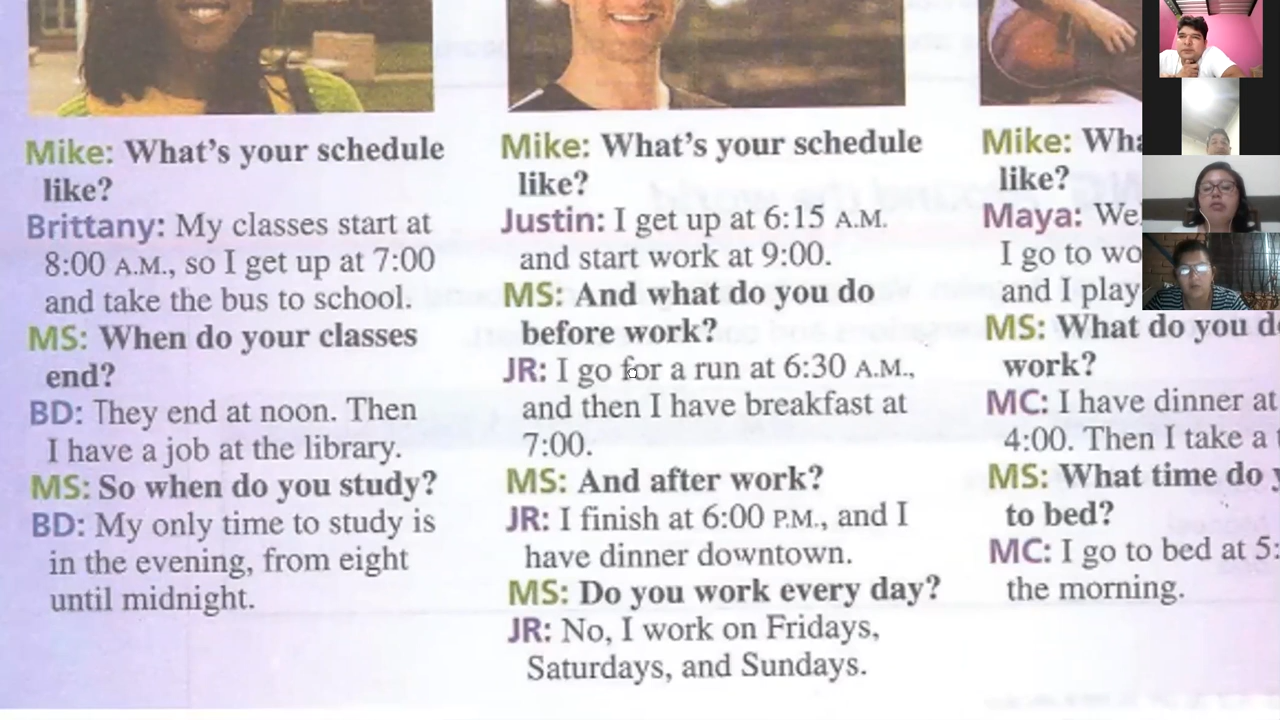 Mike: What's your schedule
like?
Brittany: My classes start at
8:00 A.M., so I get up at 7:00
and take the bus to school.
MS: When do your classes
end?
BD: They end at noon. Then
I have a job at the library.
MS: So when do you study?
BD: My only time to study is
in the evening, from eight
until midnight.
Mike: What's your schedule
like?
Justin: I get up at 6:15 A.M.
and start work at 9:00.
MS: And what do you do
before work?
JR: I go for a run at 6:30 A.M.,
and then I have breakfast at
7:00.
MS: And after work?
JR: I finish at 6:00 P.M., and I
have dinner downtown.
MS: Do you work every day?
JR: No, I work on Fridays,
Saturdays, and Sundays.
Mike:
like?
Maya:
I go to
and I play
MS: What do you
work?
MC: I have dinner at
4:00. Then I take a
MS: What time do
to bed?
MC: I go to bed at
the morning.